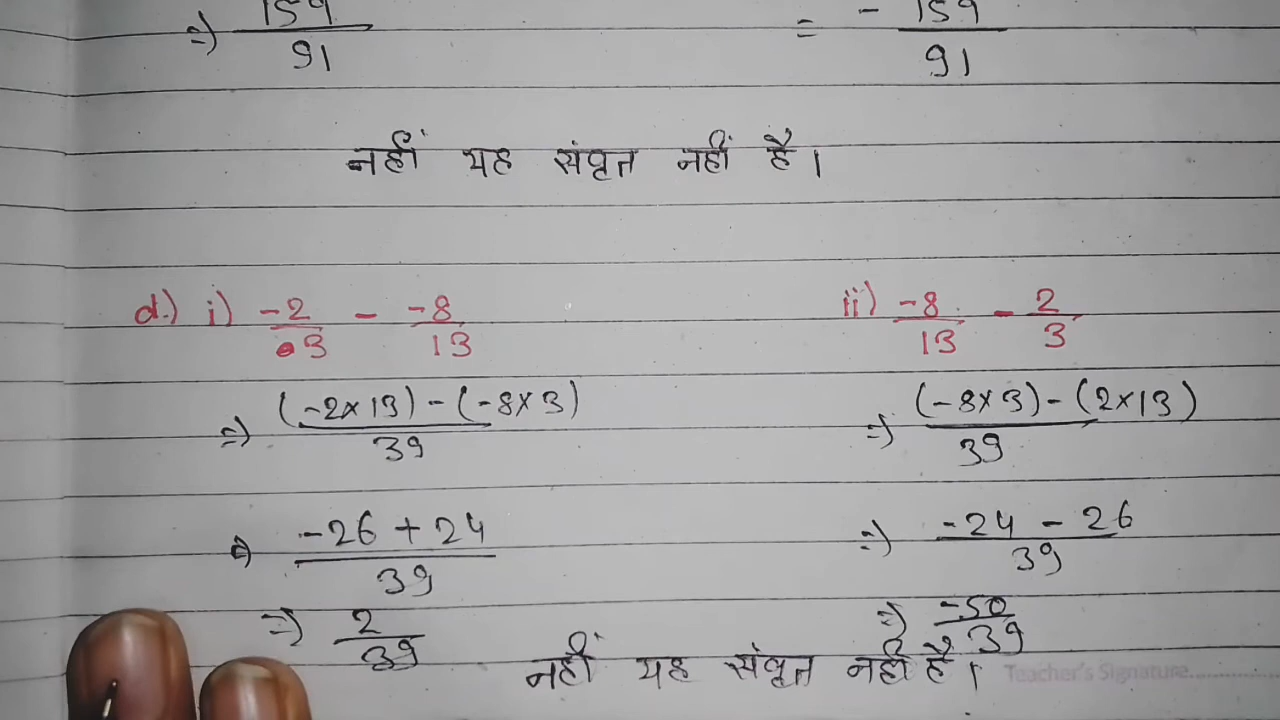 =) 159/91 = - 159/91
नहीं यह संवृत नहीं है।
d.) i) -2/3 - -8/13 ii) -8/13 - 2/3
=) (-2×13)-(-8×3)/39 =) (-8×3)-(2×13)/39
=) -26+24/39 =) -24-26/39
=) 2/39 =) -50/39
नहीं यह संवृत नहीं है।
Teacher's Signature..............